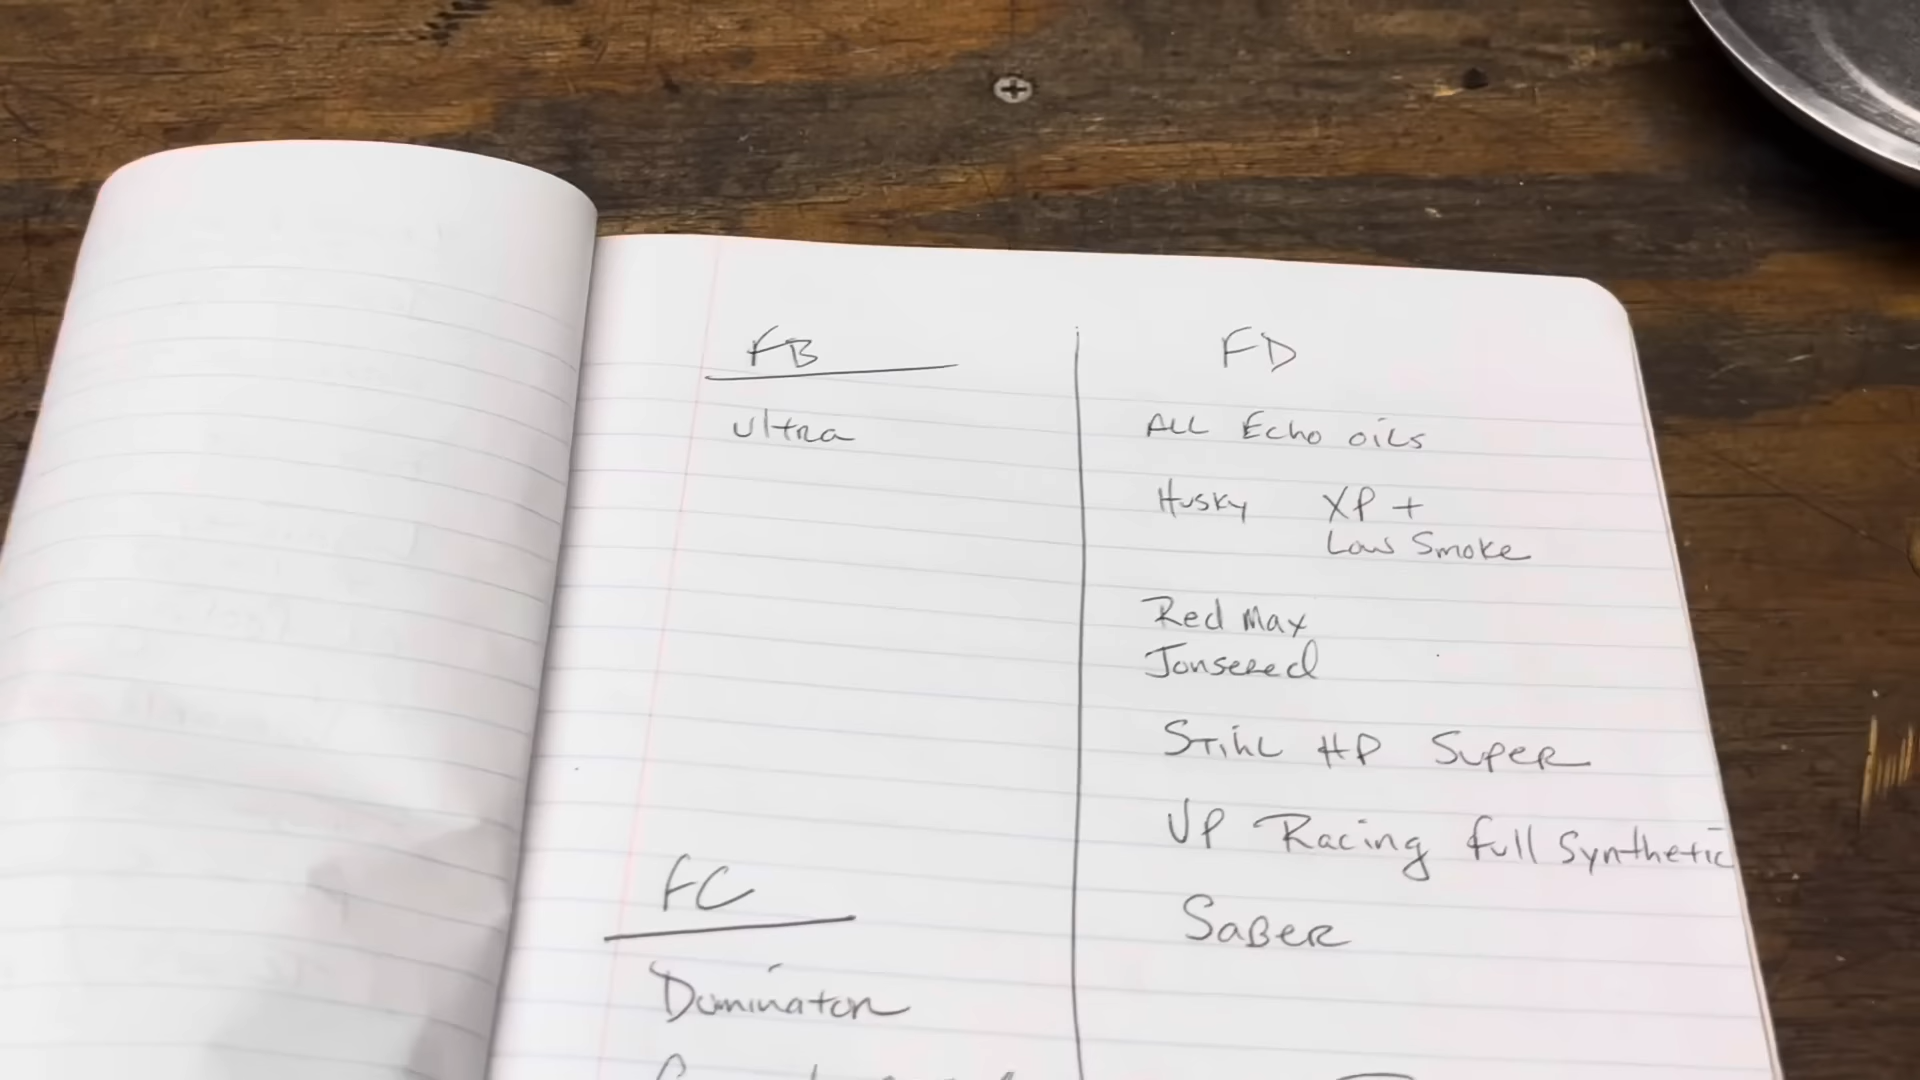 FB
Ultra
FC
Dominator
FD
ALL Echo oils
Husky XP +
Low Smoke
Red Max
Jonsered
Stihl HP Super
VP Racing full Synthetic
SaBer